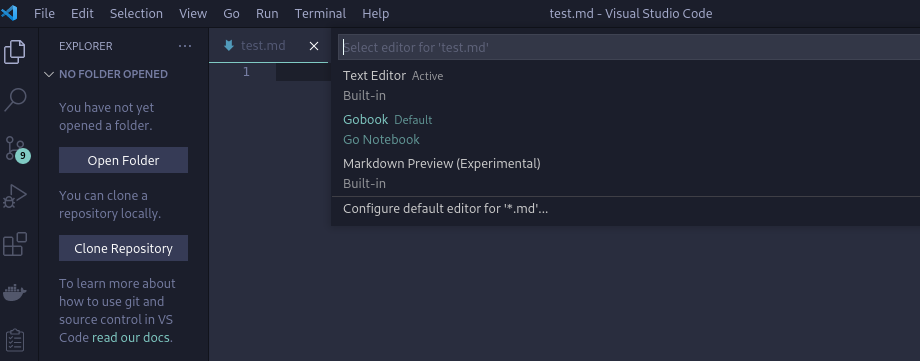 File Edit Selection View Go Run Terminal Help test.md - Visual Studio Code
EXPLORER ···
NO FOLDER OPENED
You have not yet
opened a folder.
Open Folder
You can clone a
repository locally.
Clone Repository
To learn more about
how to use git and
source control in VS
Code read our docs.
9
test.md
1
Select editor for 'test.md'
Text Editor Active
Built-in
Gobook Default
Go Notebook
Markdown Preview (Experimental)
Built-in
Configure default editor for '*.md'...